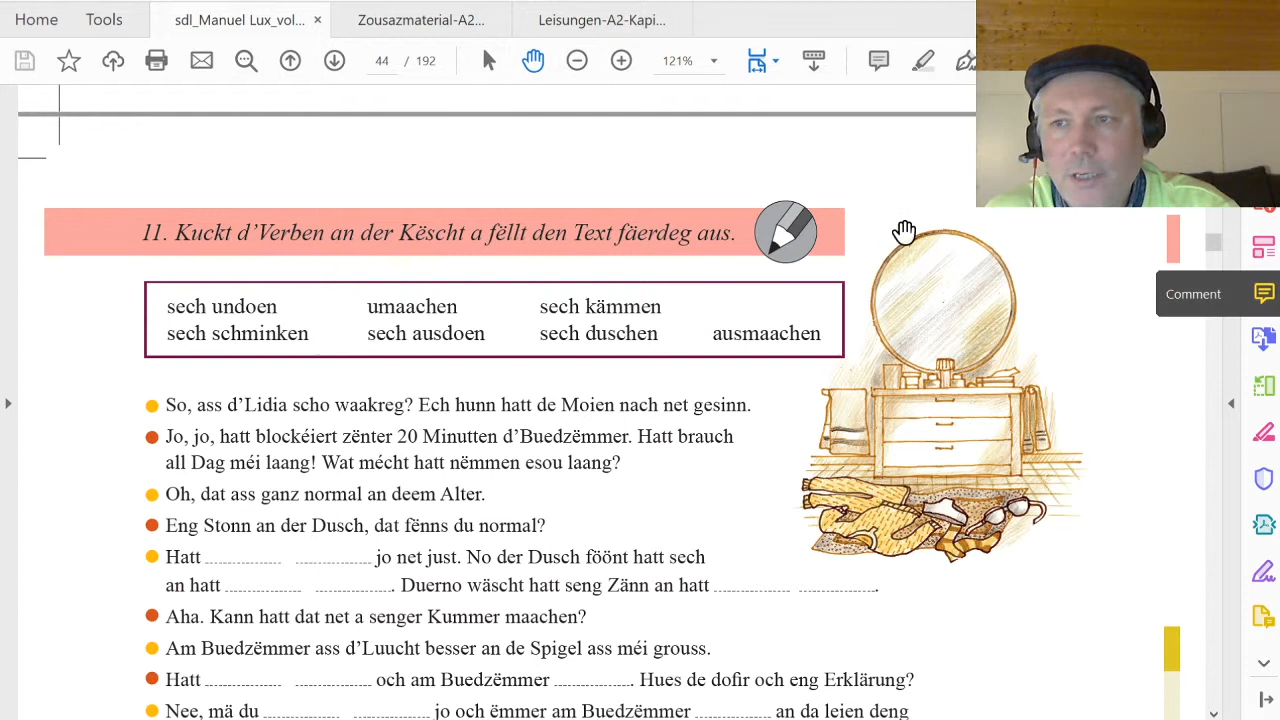 Home Tools sdl_Manuel Lux_vol... × Zousazmaterial-A2... Leisungen-A2-Kapi...
44 / 192 121%
11. Kuckt d’Verben an der Këscht a fëllt den Text fäerdeg aus.
Comment
sech undoen umaachen sech kämmen
sech schminken sech ausdoen sech duschen ausmaachen
So, ass d’Lidia scho waakreg? Ech hunn hatt de Moien nach net gesinn.
Jo, jo, hatt blockéiert zënter 20 Minutten d’Buedzëmmer. Hatt brauch
all Dag méi laang! Wat mécht hatt nëmmen esou laang?
Oh, dat ass ganz normal an deem Alter.
Eng Stonn an der Dusch, dat fënns du normal?
Hatt jo net just. No der Dusch föönt hatt sech
an hatt . Duerno wäscht hatt seng Zänn an hatt .
Aha. Kann hatt dat net a senger Kummer maachen?
Am Buedzëmmer ass d’Luucht besser an de Spigel ass méi grouss.
Hatt och am Buedzëmmer . Hues de dofir och eng Erklärung?
Nee, mä du jo och ëmmer am Buedzëmmer an da leien deng